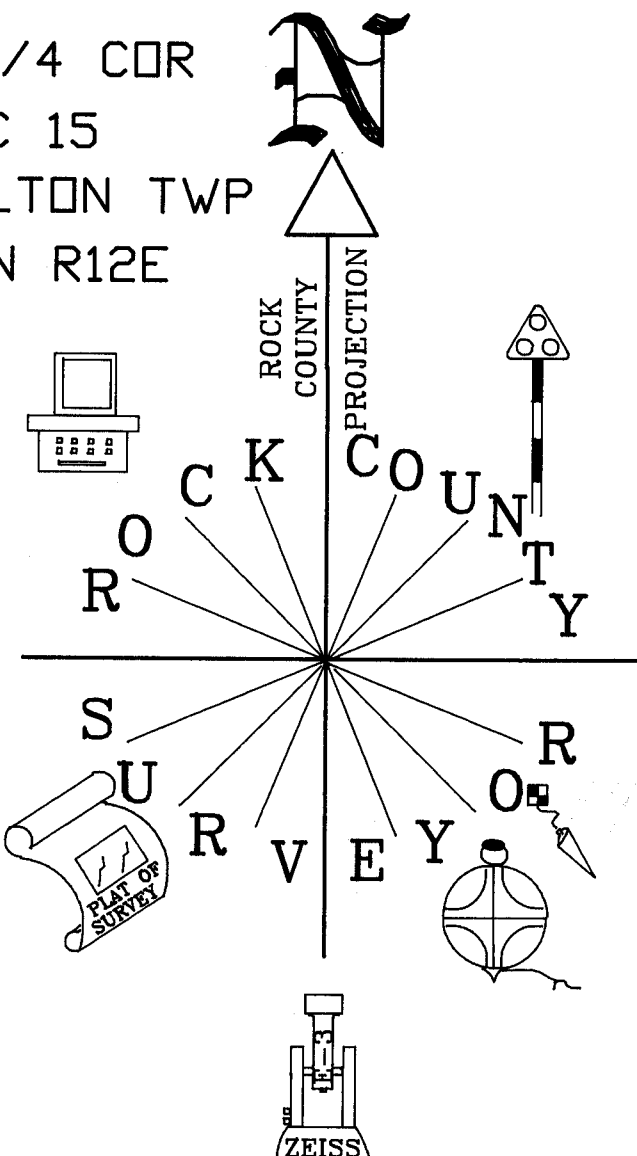 /4 COR
C 15
LTON TWP
N R12E
N
ROCK
COUNTY
PROJECTION
ROCK COUNTY
SURVEYOR
PLAT OF
SURVEY
ZEISS